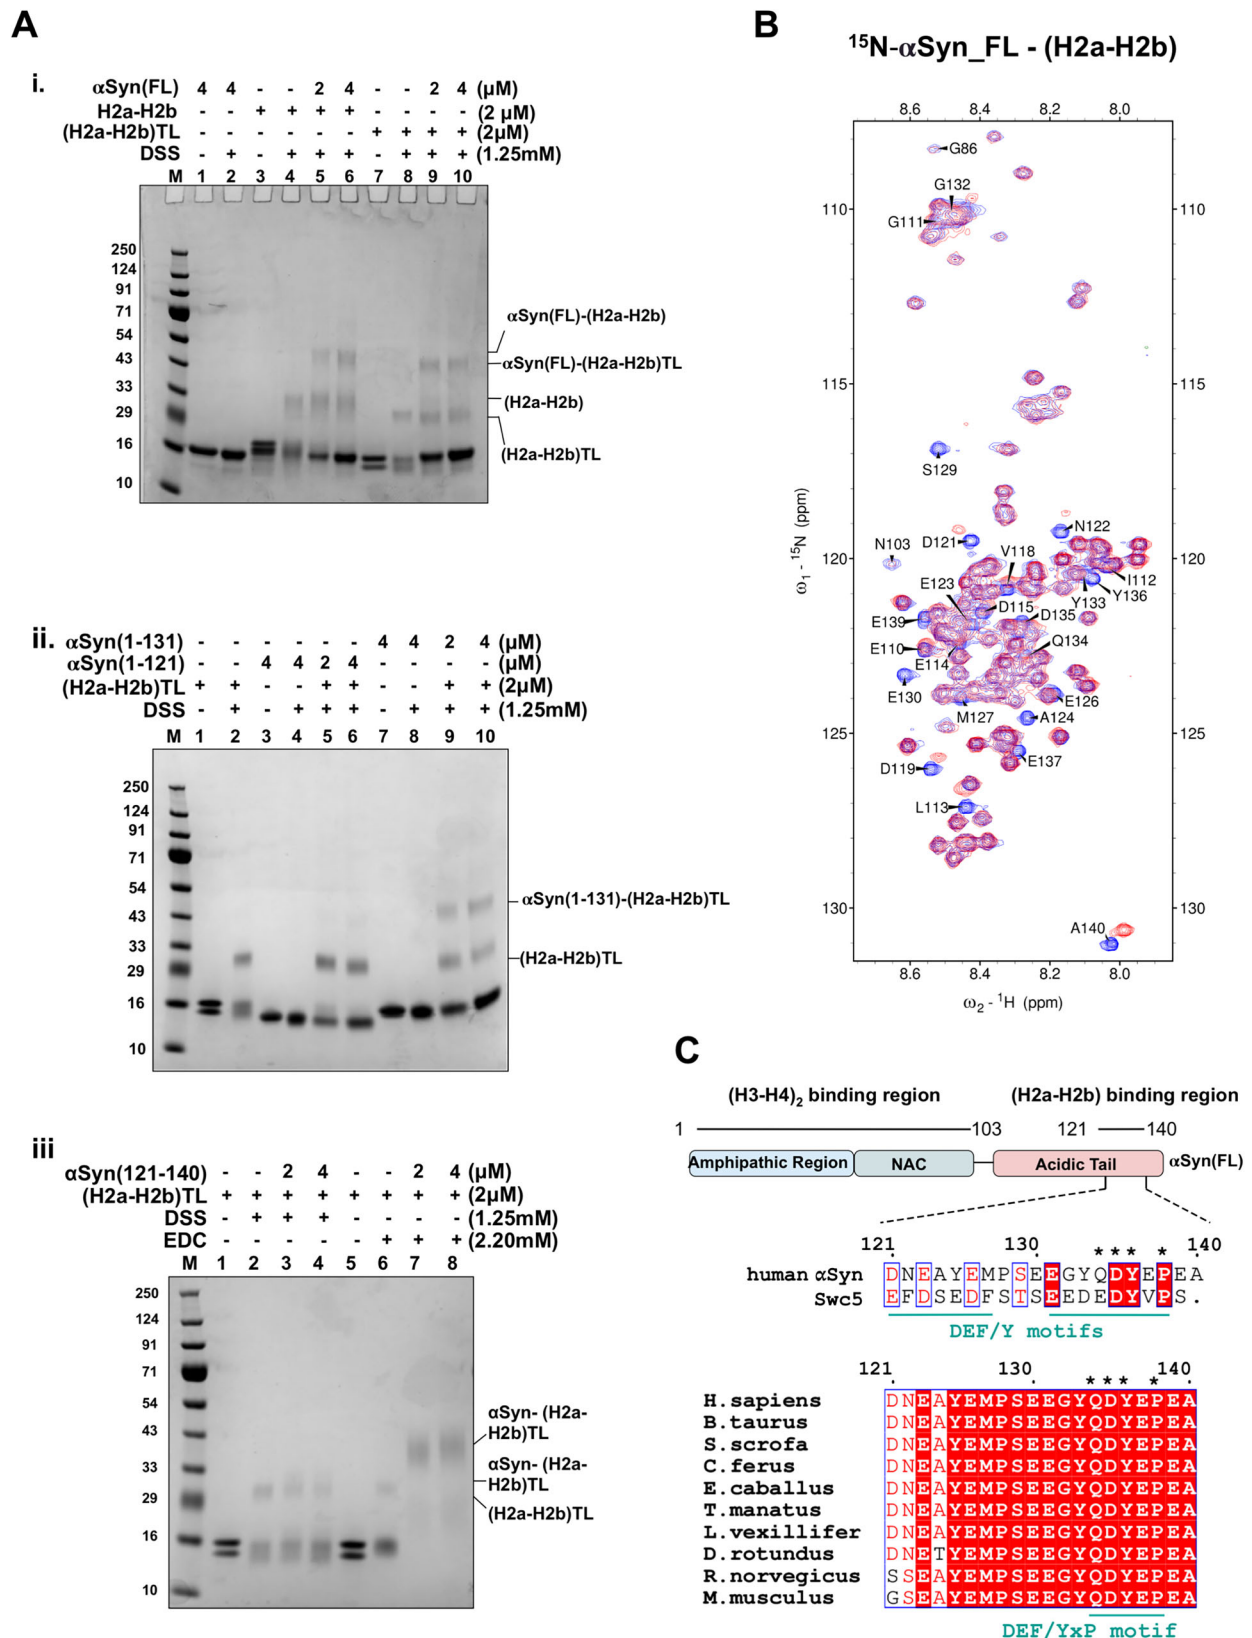 A
i.
αSyn(FL) 4 4 - - 2 4 - - 2 4 (μM)
H2a-H2b - - + + + + - - - - (2 μM)
(H2a-H2b)TL - - - - - - + + + + (2μM)
DSS - + - + + + - + + + (1.25mM)
M 1 2 3 4 5 6 7 8 9 10
250
124
91
71
54
43
33
29
16
10
αSyn(FL)-(H2a-H2b)
αSyn(FL)-(H2a-H2b)TL
(H2a-H2b)
(H2a-H2b)TL
ii.
αSyn(1-131) - - - - - - 4 4 2 4 (μM)
αSyn(1-121) - - 4 4 2 4 - - - - (μM)
(H2a-H2b)TL + + - - + + - - + + (2μM)
DSS - + - + + + - + + + (1.25mM)
M 1 2 3 4 5 6 7 8 9 10
250
124
91
71
54
43
33
29
16
10
αSyn(1-131)-(H2a-H2b)TL
(H2a-H2b)TL
iii
αSyn(121-140) - - 2 4 - - 2 4 (μM)
(H2a-H2b)TL + + + + + + + + (2μM)
DSS - + + + - - - - (1.25mM)
EDC - - - - - + + + (2.20mM)
M 1 2 3 4 5 6 7 8
250
124
91
71
54
43
33
29
16
10
αSyn- (H2a-
H2b)TL
αSyn- (H2a-
H2b)TL
(H2a-H2b)TL
B
¹⁵N-αSyn_FL - (H2a-H2b)
8.6 8.4 8.2 8.0
G86
G132
G111
110
110
115
115
S129
N122
D121
N103
V118
120
120
I112
E123
Y133
Y136
D115
D135
E139
Q134
E110
E114
E130
E126
M127
A124
125
125
E137
D119
L113
130
130
A140
8.6 8.4 8.2 8.0
ω₁ - ¹⁵N (ppm)
ω₂ - ¹H (ppm)
C
(H3-H4)₂ binding region (H2a-H2b) binding region
1 103 121 140
Amphipathic Region NAC Acidic Tail αSyn(FL)
121 130 140
* * * *
human αSyn DNEAYEMPSEEGYQDYEPEA
Swc5 EFDSEDFSTSEEDEDYVPS.
DEF/Y motifs
121 130 140
* * * *
H.sapiens DNEAYEMPSEEGYQDYEPEA
B.taurus DNEAYEMPSEEGYQDYEPEA
S.scrofa DNEAYEMPSEEGYQDYEPEA
C.ferus DNEAYEMPSEEGYQDYEPEA
E.caballus DNEAYEMPSEEGYQDYEPEA
T.manatus DNEAYEMPSEEGYQDYEPEA
L.vexillifer DNEAYEMPSEEGYQDYEPEA
D.rotundus DNETYEMPSEEGYQDYEPEA
R.norvegicus SSEAYEMPSEEGYQDYEPEA
M.musculus GSEAYEMPSEEGYQDYEPEA
DEF/YxP motif